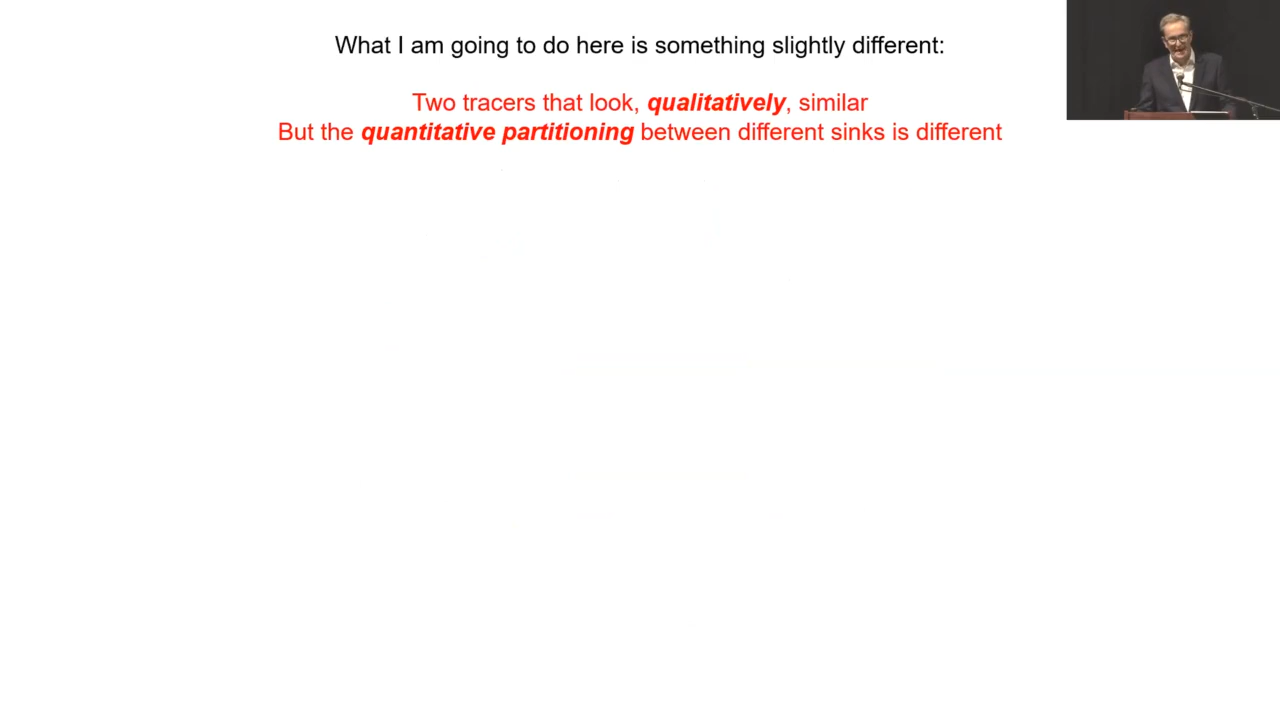 What I am going to do here is something slightly different:
Two tracers that look, qualitatively, similar
But the quantitative partitioning between different sinks is different